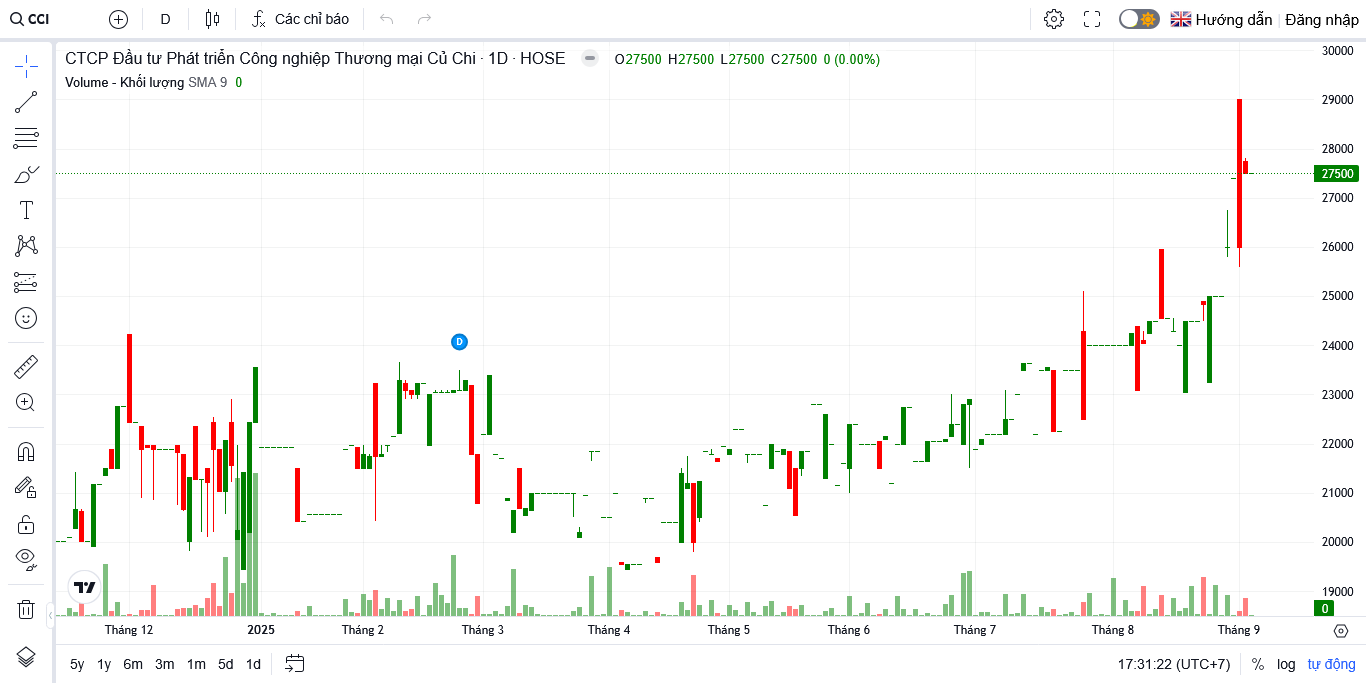 CCI D Các chỉ báo Hướng dẫn Đăng nhập
CTCP Đầu tư Phát triển Công nghiệp Thương mại Củ Chi · 1D · HOSE O27500 H27500 L27500 C27500 0 (0.00%)
Volume - Khối lượng SMA 9 0
30000
29000
28000
27500
27000
26000
25000
24000
23000
22000
21000
20000
19000
0
D
Tháng 12 2025 Tháng 2 Tháng 3 Tháng 4 Tháng 5 Tháng 6 Tháng 7 Tháng 8 Tháng 9
5y 1y 6m 3m 1m 5d 1d 17:31:22 (UTC+7) % log tự động